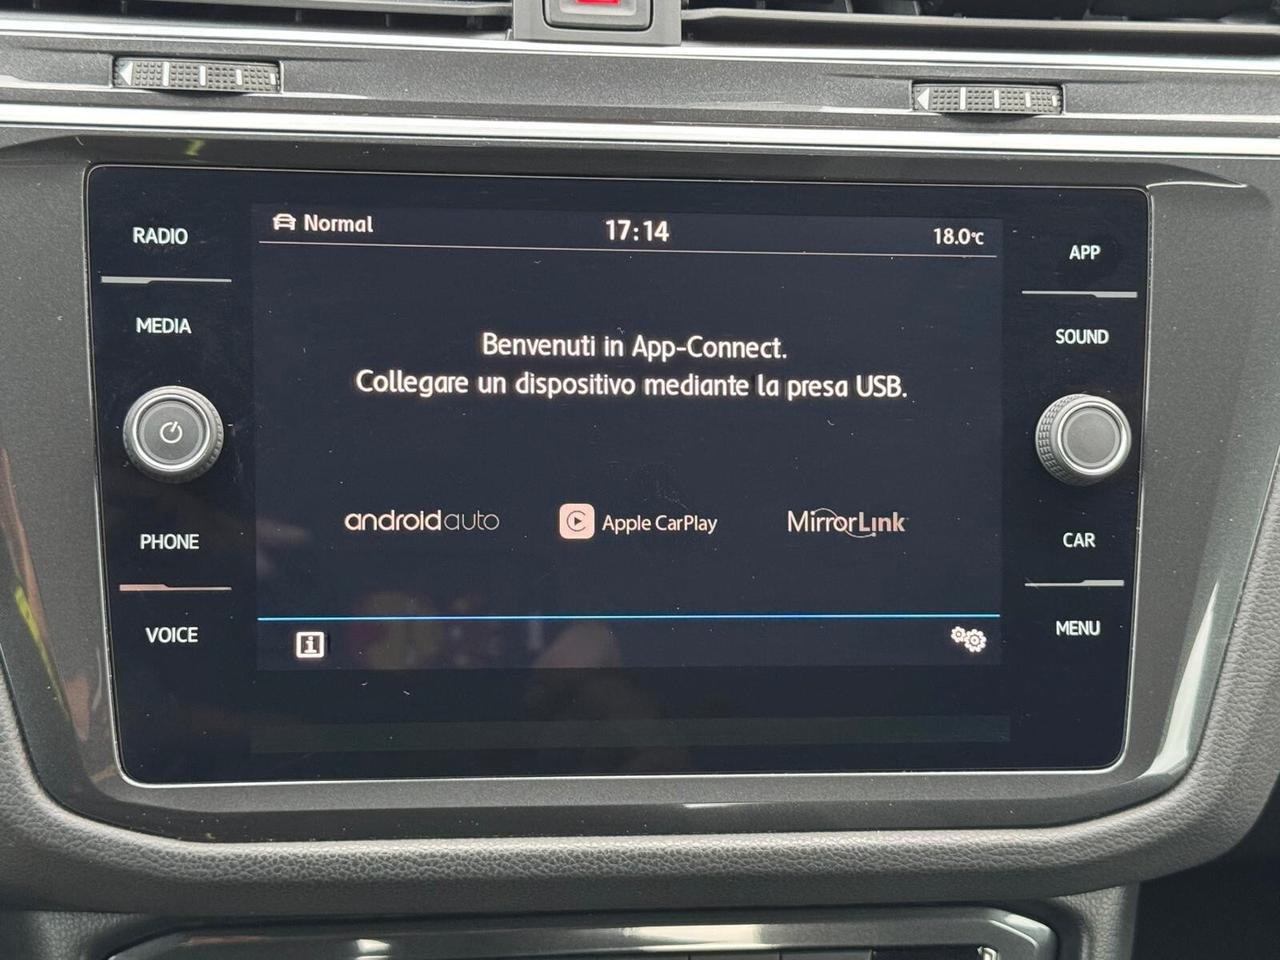 RADIO
MEDIA
PHONE
VOICE
Normal
17:14
18.0°C
Benvenuti in App-Connect.
Collegare un dispositivo mediante la presa USB.
androidauto
Apple CarPlay
MirrorLink
i
APP
SOUND
CAR
MENU